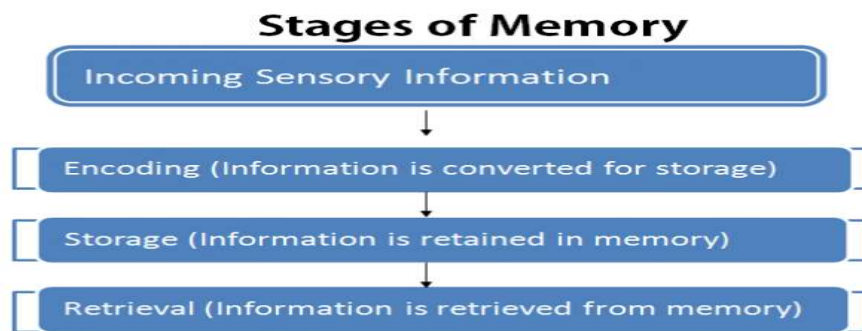 Stages of Memory
Incoming Sensory Information
Encoding (Information is converted for storage)
Storage (Information is retained in memory)
Retrieval (Information is retrieved from memory)